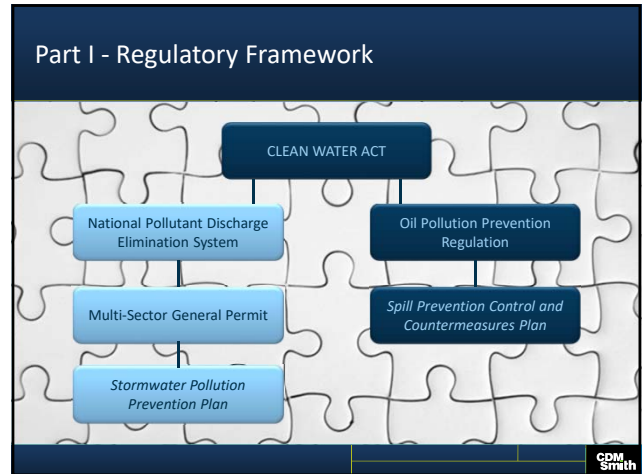 Part I - Regulatory Framework
CLEAN WATER ACT
National Pollutant Discharge
Elimination System
Oil Pollution Prevention
Regulation
Multi-Sector General Permit
Spill Prevention Control and
Countermeasures Plan
Stormwater Pollution
Prevention Plan
CDM
Smith